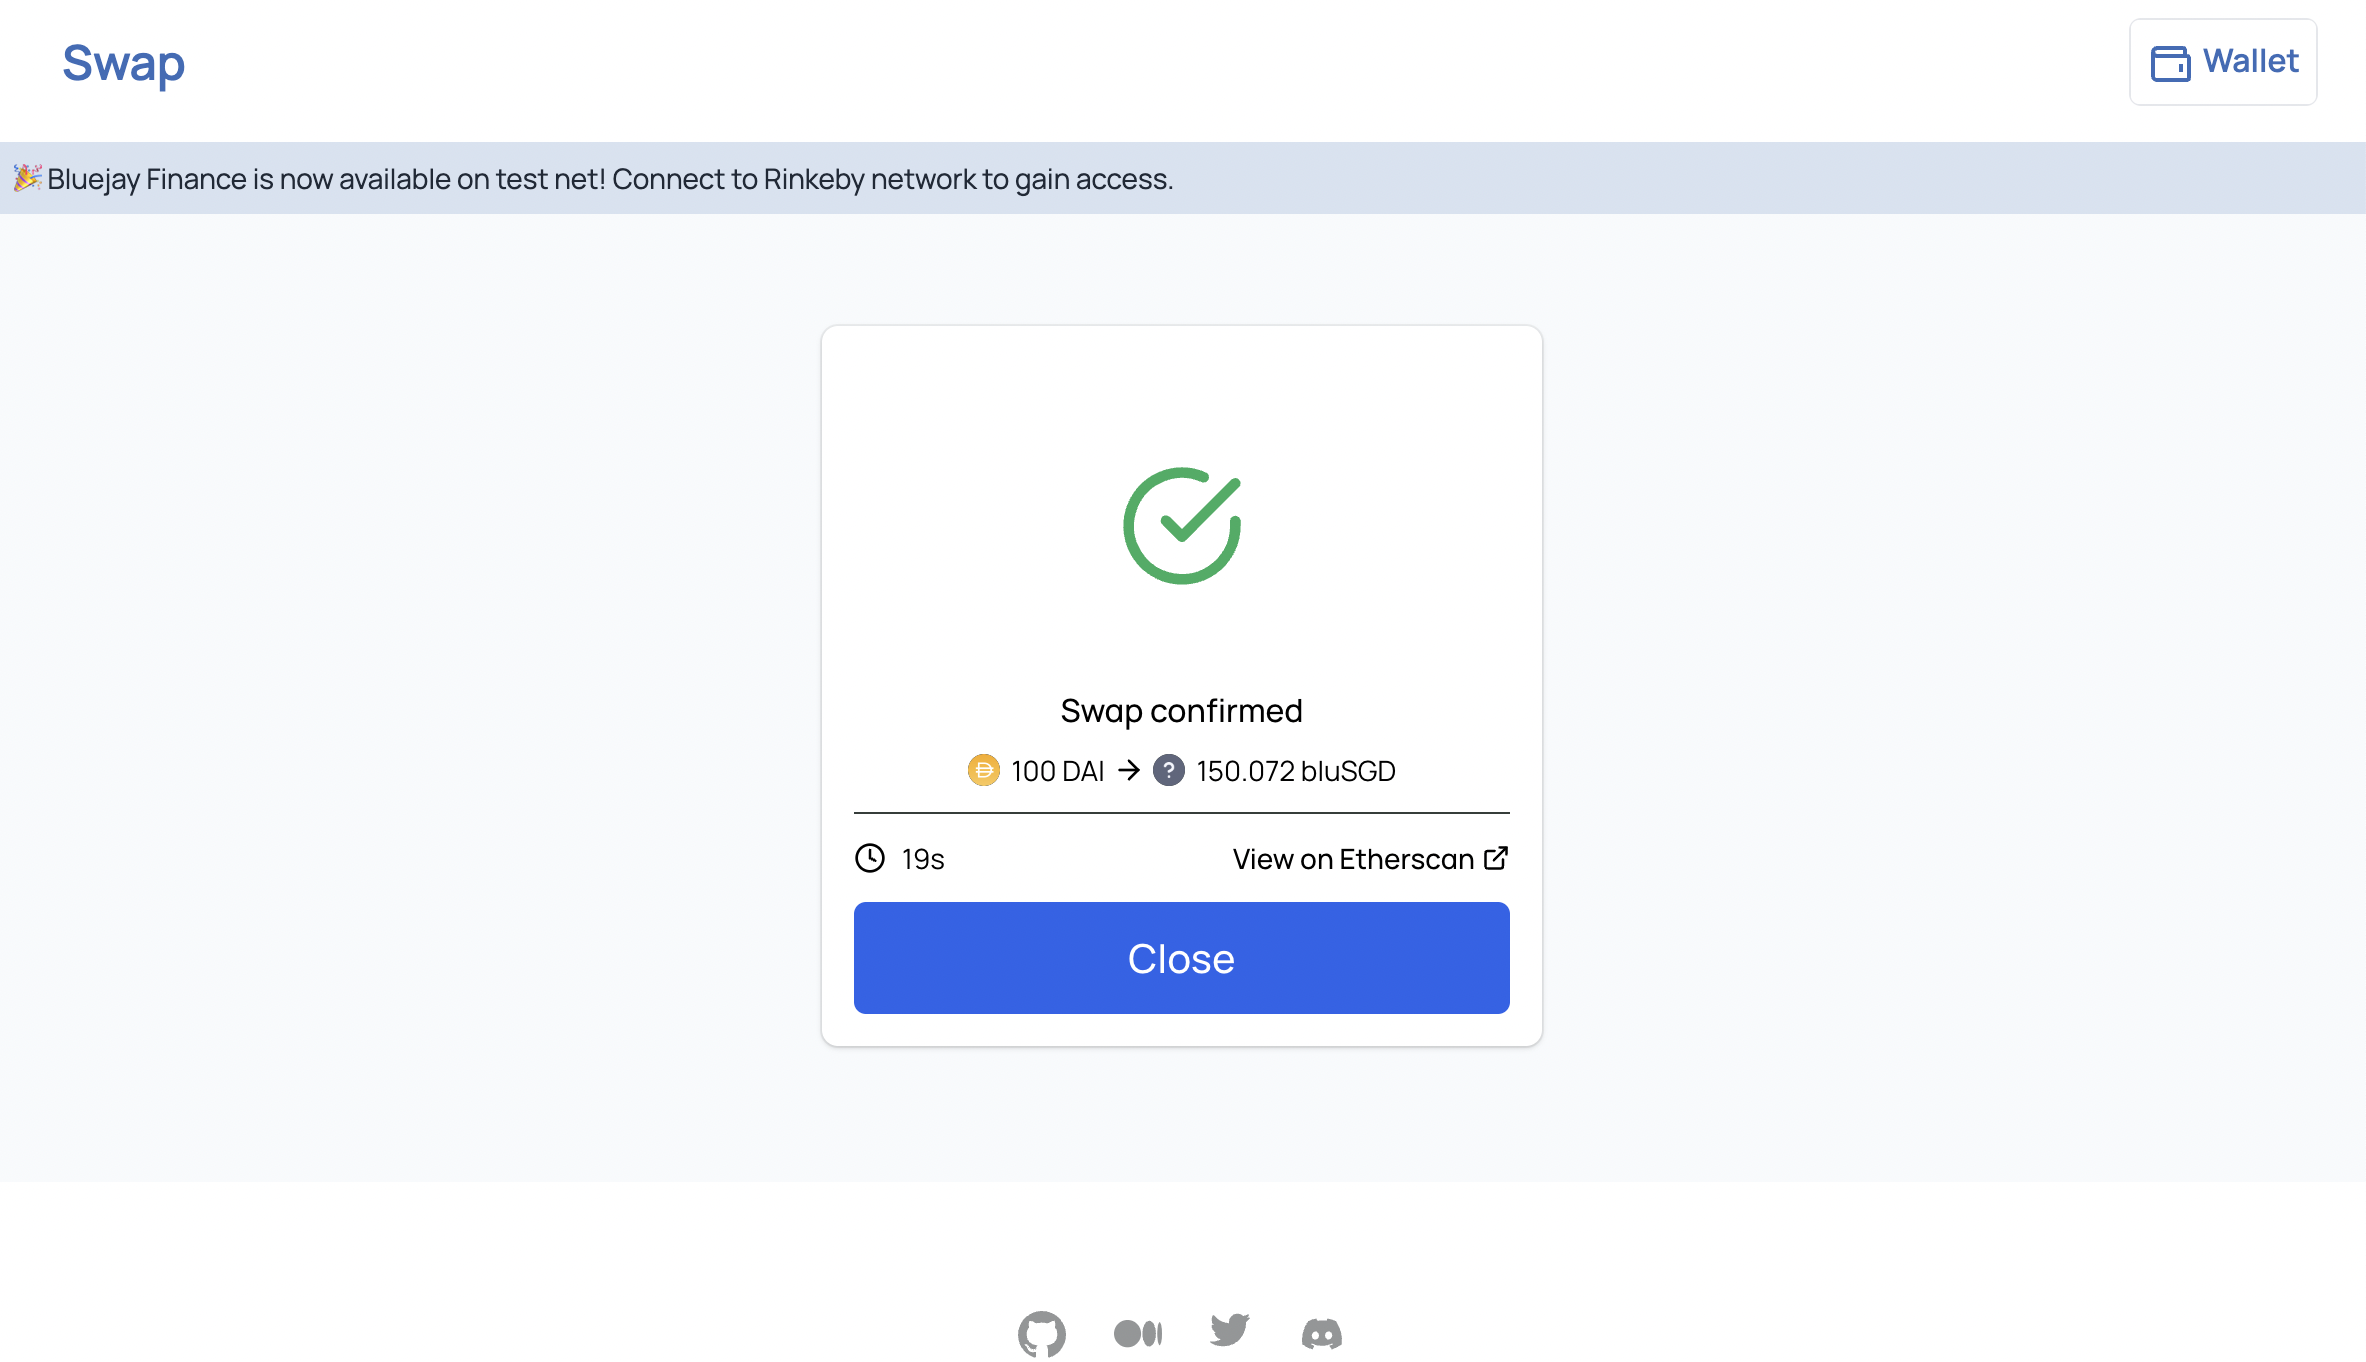 Swap
Wallet
🎉 Bluejay Finance is now available on test net! Connect to Rinkeby network to gain access.
Swap confirmed
100 DAI → ? 150.072 bluSGD
19s
View on Etherscan
Close